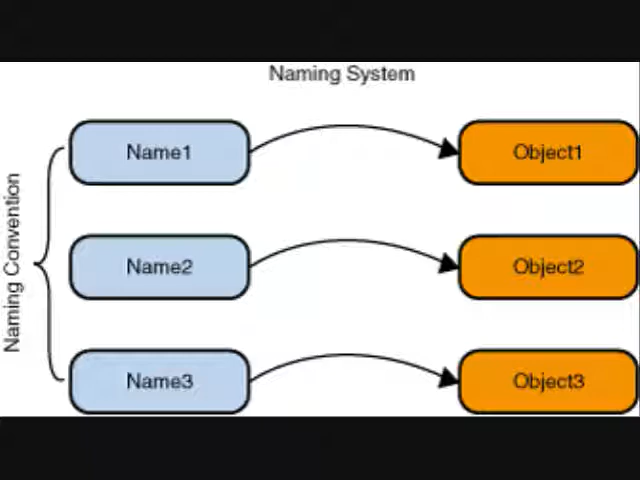 Naming System
Naming Convention
Name1
Object1
Name2
Object2
Name3
Object3